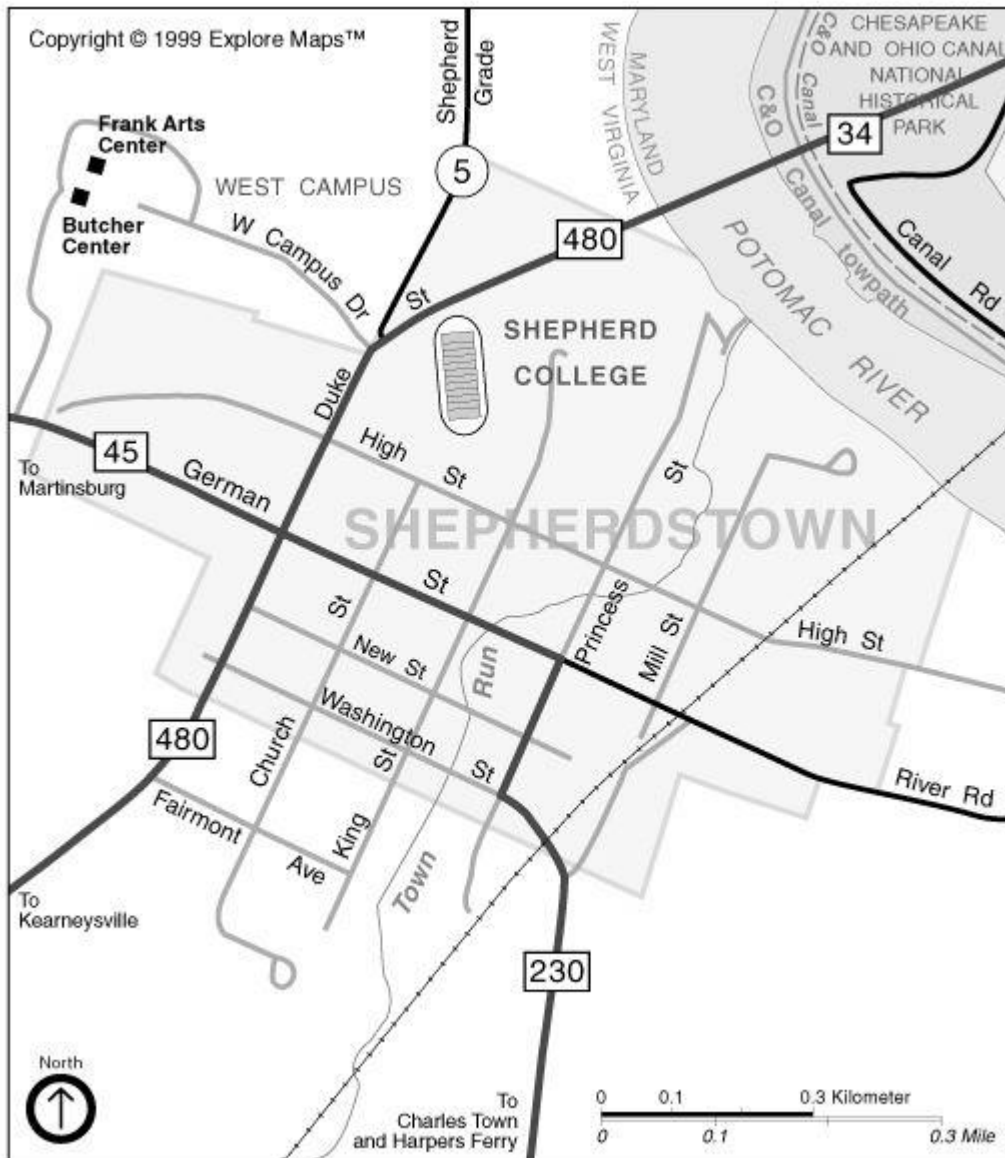 Copyright © 1999 Explore Maps™
Shepherd
Grade
WEST VIRGINIA
MARYLAND
C&O
Canal
CHESAPEAKE
AND OHIO CANAL
NATIONAL
HISTORICAL
PARK
34
5
Frank Arts
Center
Butcher
Center
WEST CAMPUS
W Campus Dr
480
C&O Canal towpath
Canal Rd
POTOMAC RIVER
St
SHEPHERD
COLLEGE
Duke
High St
St
45
German
To
Martinsburg
SHEPHERDSTOWN
St
St
New St
Run
Princess
Mill St
High St
Washington
St
480
Church
St
King
Fairmont
Ave
River Rd
Town
To
Kearneysville
230
North
To
Charles Town
and Harpers Ferry
0 0.1 0.3 Kilometer
0 0.1 0.3 Mile